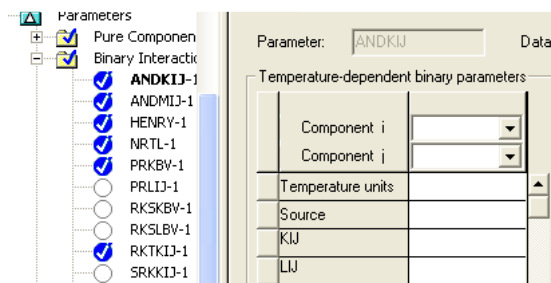 Parameters
Pure Componen
Binary Interactio
ANDKIJ-1
ANDMIJ-1
HENRY-1
NRTL-1
PRKBV-1
PRLIJ-1
RKSKBV-1
RKSLBV-1
RKTKIJ-1
SRKKIJ-1
Parameter: ANDKIJ Data
Temperature-dependent binary parameters
Component i
Component j
Temperature units
Source
KIJ
LIJ